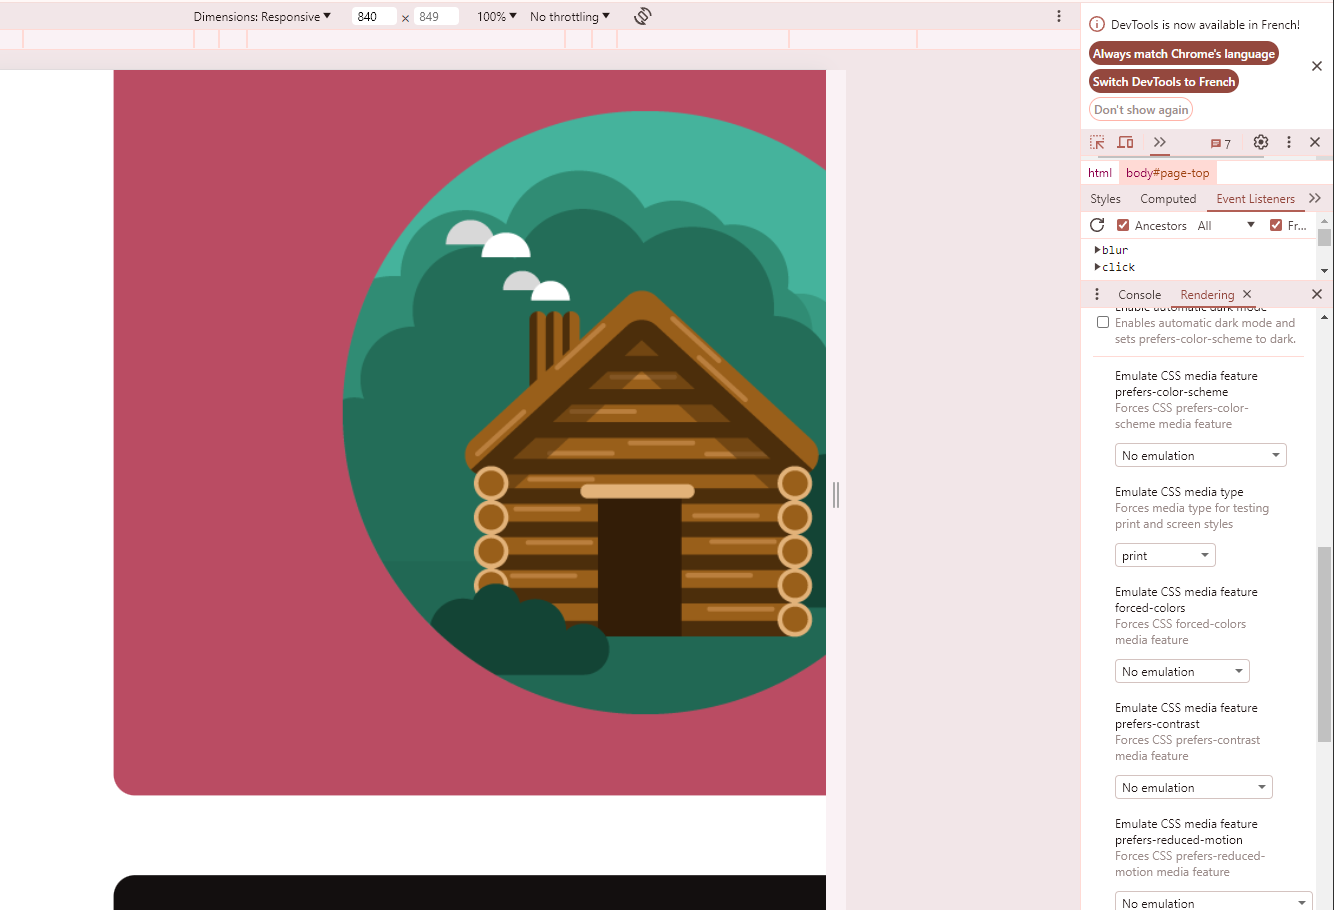 Dimensions: Responsive 840 × 849 100% No throttling
DevTools is now available in French!
Always match Chrome's language
Switch DevTools to French
Don't show again
7
html body#page-top
Styles Computed Event Listeners
Ancestors All Fr...
blur
click
Console Rendering
Enable automatic dark mode
Enables automatic dark mode and
sets prefers-color-scheme to dark.
Emulate CSS media feature
prefers-color-scheme
Forces CSS prefers-color-
scheme media feature
No emulation
Emulate CSS media type
Forces media type for testing
print and screen styles
print
Emulate CSS media feature
forced-colors
Forces CSS forced-colors
media feature
No emulation
Emulate CSS media feature
prefers-contrast
Forces CSS prefers-contrast
media feature
No emulation
Emulate CSS media feature
prefers-reduced-motion
Forces CSS prefers-reduced-
motion media feature
No emulation